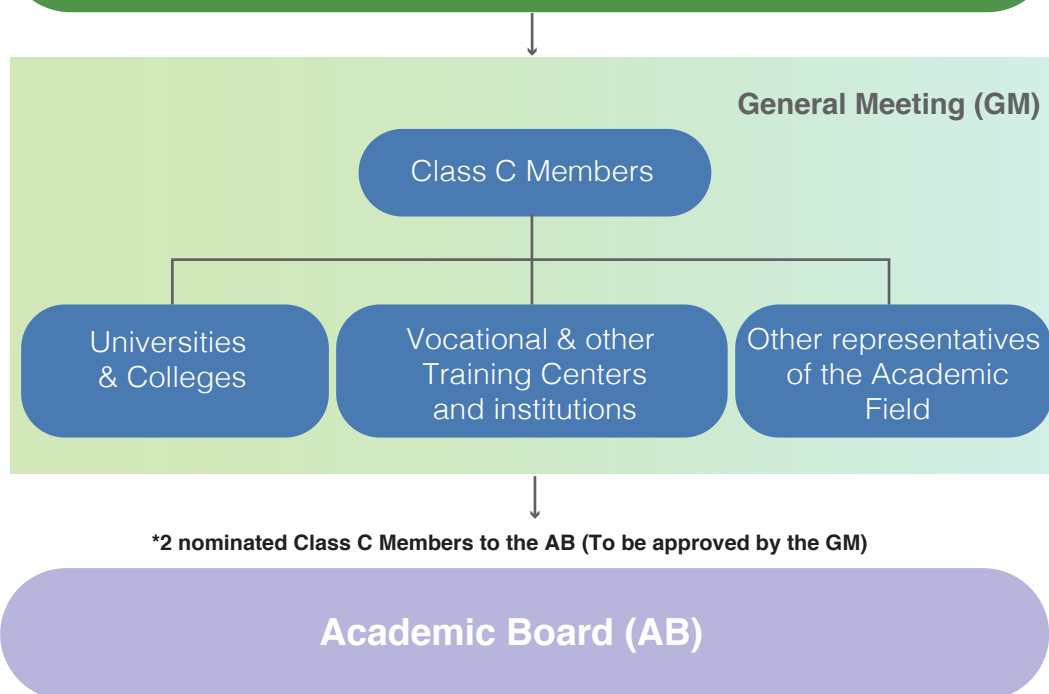 General Meeting (GM)
Class C Members
Universities
& Colleges
Vocational & other
Training Centers
and institutions
Other representatives
of the Academic
Field
*2 nominated Class C Members to the AB (To be approved by the GM)
Academic Board (AB)